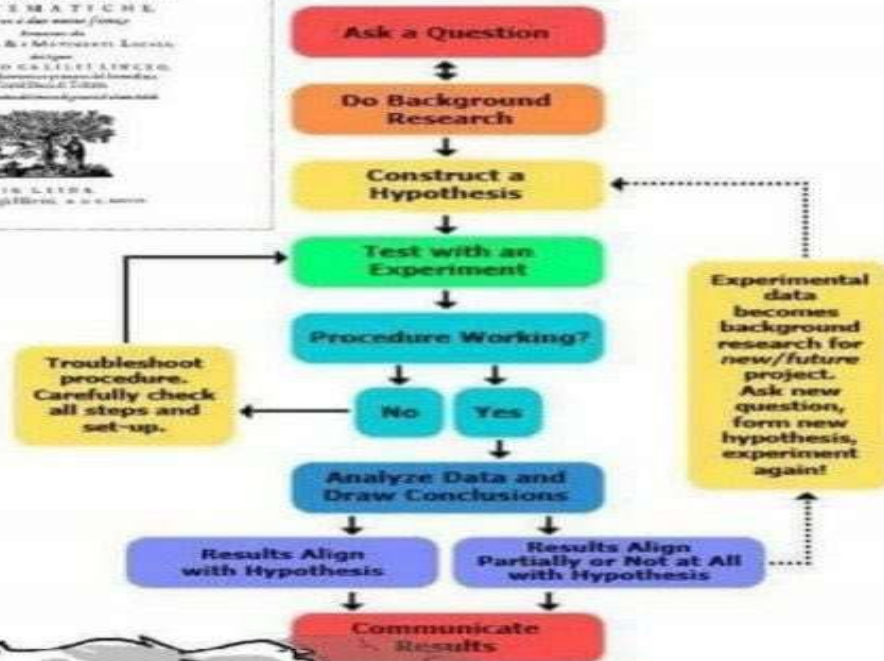 MATICHE,
Ask a Question
Do Background
Research
Construct a
Hypothesis
Test with an
Experiment
Procedure Working?
No
Yes
Troubleshoot
procedure.
Carefully check
all steps and
set-up.
Analyze Data and
Draw Conclusions
Results Align
with Hypothesis
Results Align
Partially or Not at All
with Hypothesis
Communicate
Results
Experimental
data
becomes
background
research for
new/future
project.
Ask new
question,
form new
hypothesis,
experiment
again!